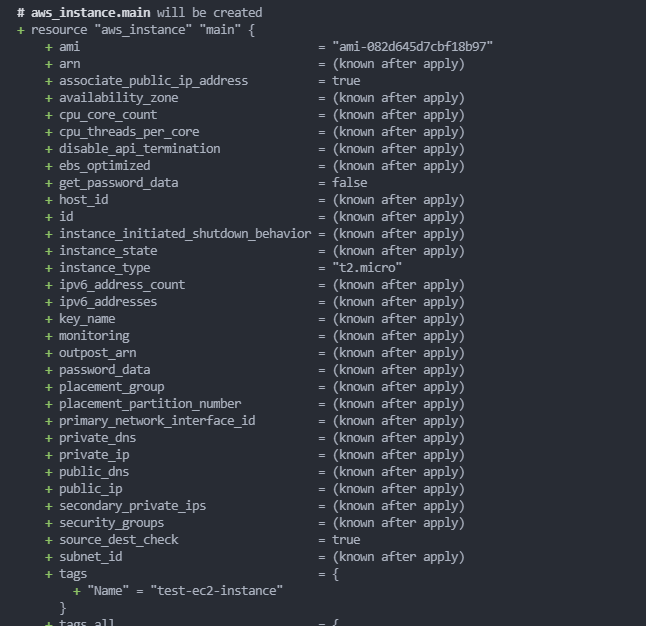 # aws_instance.main will be created
+ resource "aws_instance" "main" {
+ ami = "ami-082d645d7cbf18b97"
+ arn = (known after apply)
+ associate_public_ip_address = true
+ availability_zone = (known after apply)
+ cpu_core_count = (known after apply)
+ cpu_threads_per_core = (known after apply)
+ disable_api_termination = (known after apply)
+ ebs_optimized = (known after apply)
+ get_password_data = false
+ host_id = (known after apply)
+ id = (known after apply)
+ instance_initiated_shutdown_behavior = (known after apply)
+ instance_state = (known after apply)
+ instance_type = "t2.micro"
+ ipv6_address_count = (known after apply)
+ ipv6_addresses = (known after apply)
+ key_name = (known after apply)
+ monitoring = (known after apply)
+ outpost_arn = (known after apply)
+ password_data = (known after apply)
+ placement_group = (known after apply)
+ placement_partition_number = (known after apply)
+ primary_network_interface_id = (known after apply)
+ private_dns = (known after apply)
+ private_ip = (known after apply)
+ public_dns = (known after apply)
+ public_ip = (known after apply)
+ secondary_private_ips = (known after apply)
+ security_groups = (known after apply)
+ source_dest_check = true
+ subnet_id = (known after apply)
+ tags = {
+ "Name" = "test-ec2-instance"
}
+ tags_all = {